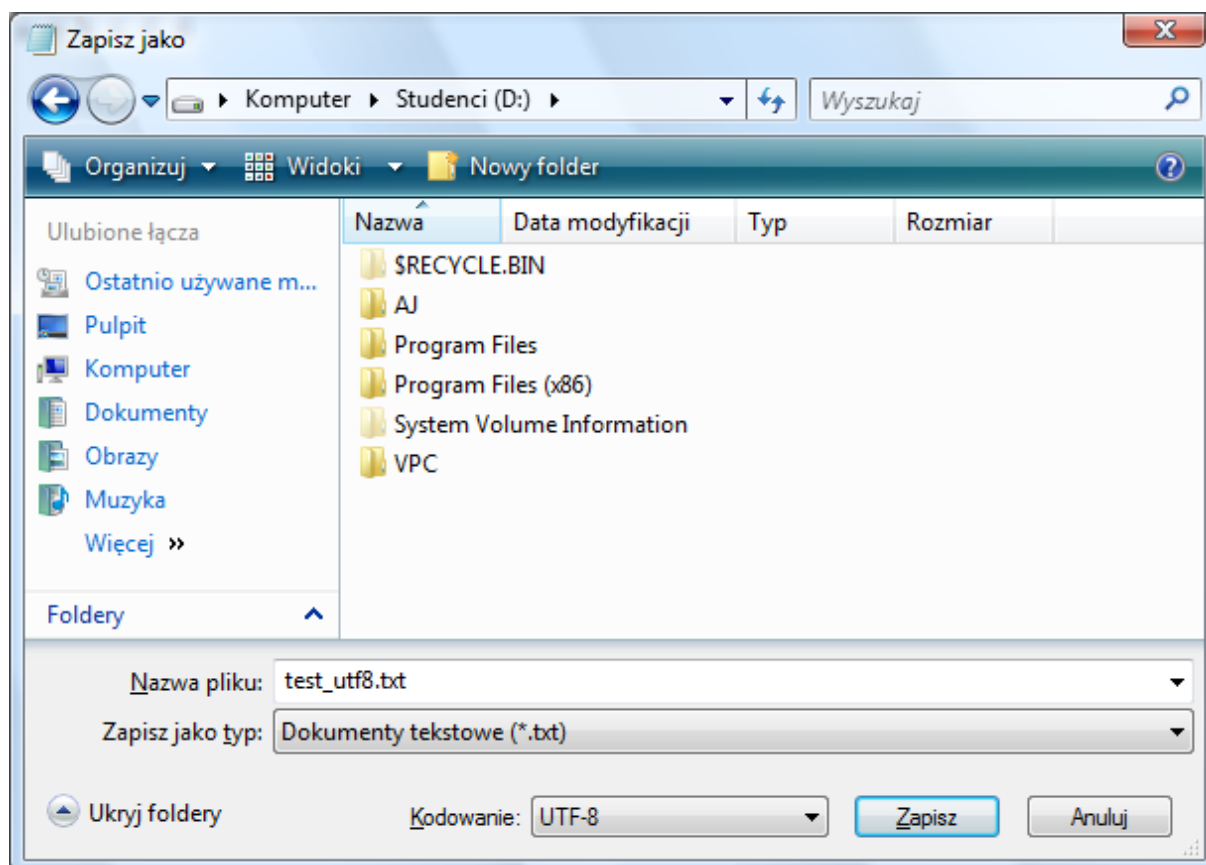 Zapisz jako
Komputer Studenci (D:) Wyszukaj
Organizuj Widoki Nowy folder
Ulubione łącza
Ostatnio używane m...
Pulpit
Komputer
Dokumenty
Obrazy
Muzyka
Więcej »
Foldery
Nazwa Data modyfikacji Typ Rozmiar
$RECYCLE.BIN
AJ
Program Files
Program Files (x86)
System Volume Information
VPC
Nazwa pliku: test_utf8.txt
Zapisz jako typ: Dokumenty tekstowe (*.txt)
Ukryj foldery Kodowanie: UTF-8 Zapisz Anuluj